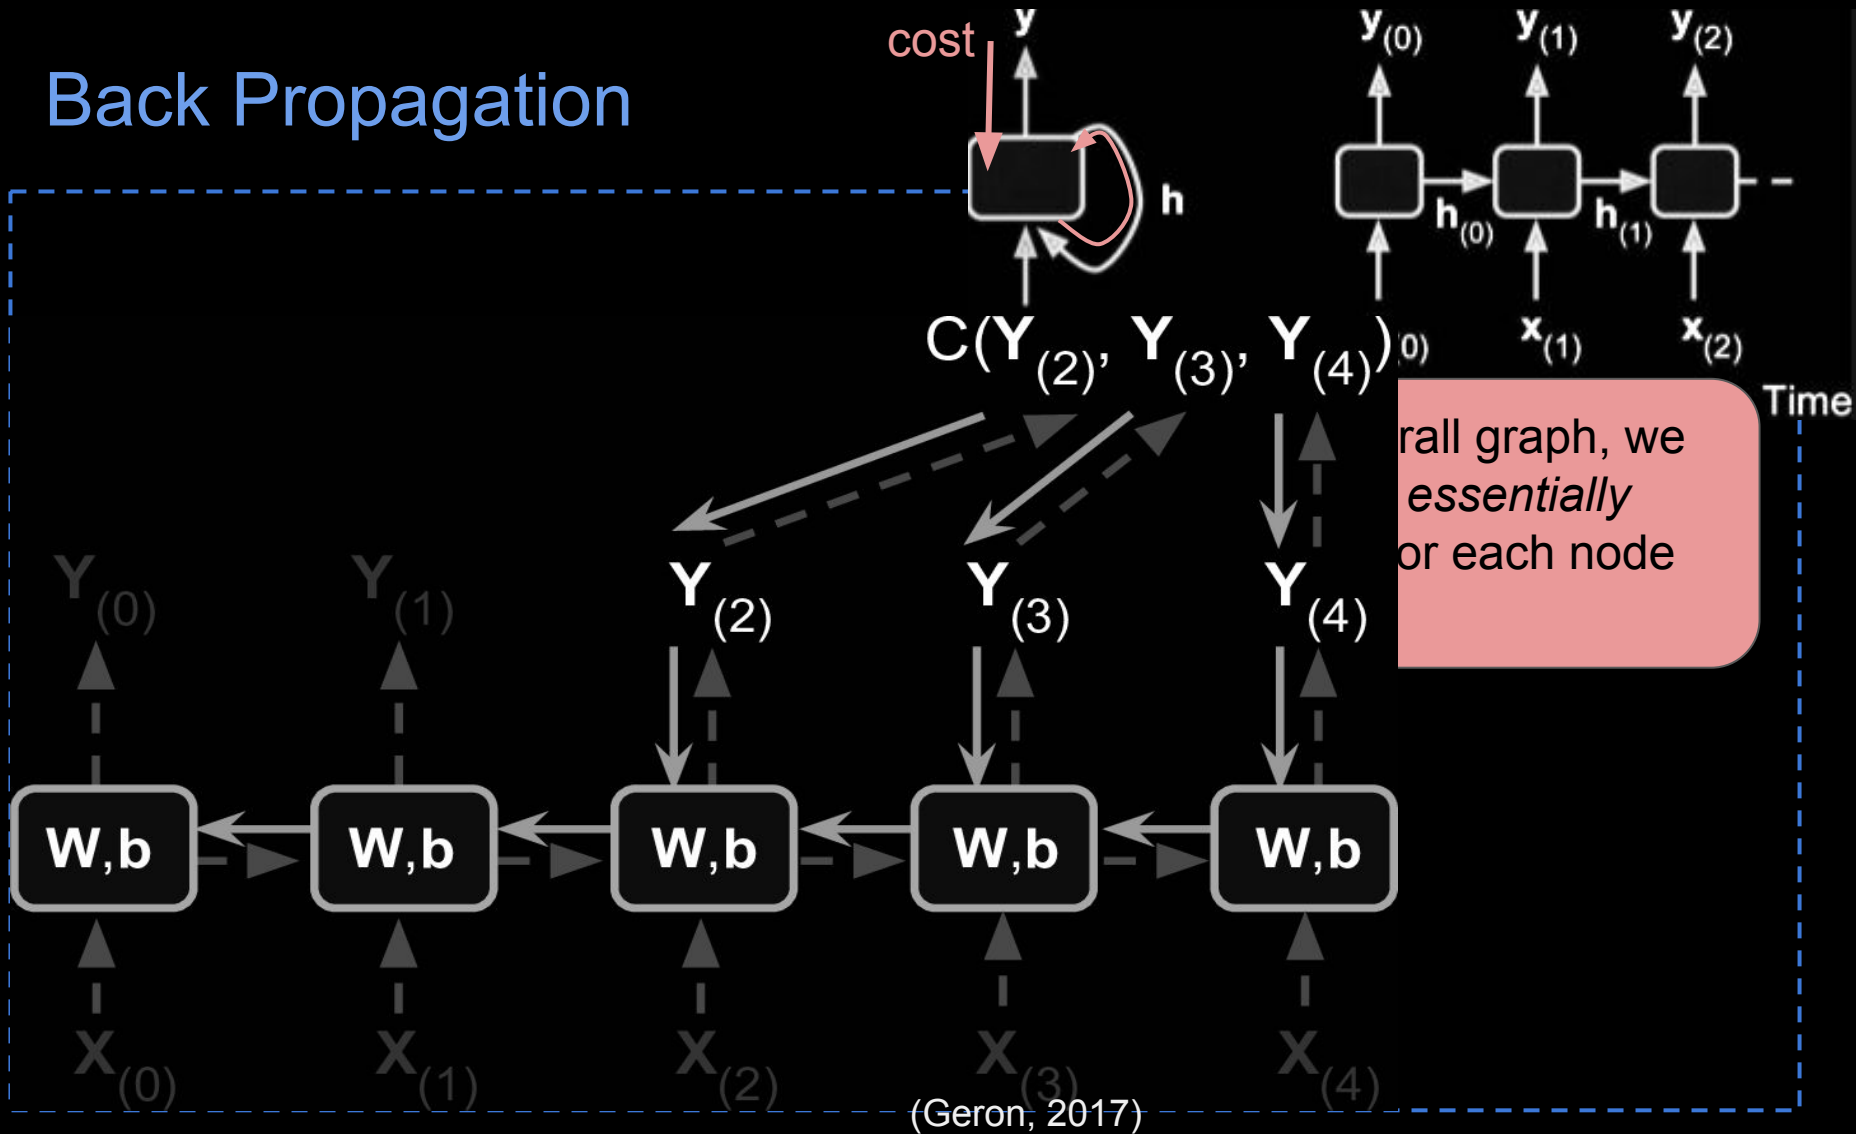 Back Propagation
cost
y
h
y(0) y(1) y(2)
h(0) h(1)
x(1) x(2)
Time
C(Y(2), Y(3), Y(4))
0)
rall graph, we
essentially
or each node
Y(0) Y(1) Y(2) Y(3) Y(4)
W,b W,b W,b W,b W,b
X(0) X(1) X(2) X(3) X(4)
(Geron, 2017)